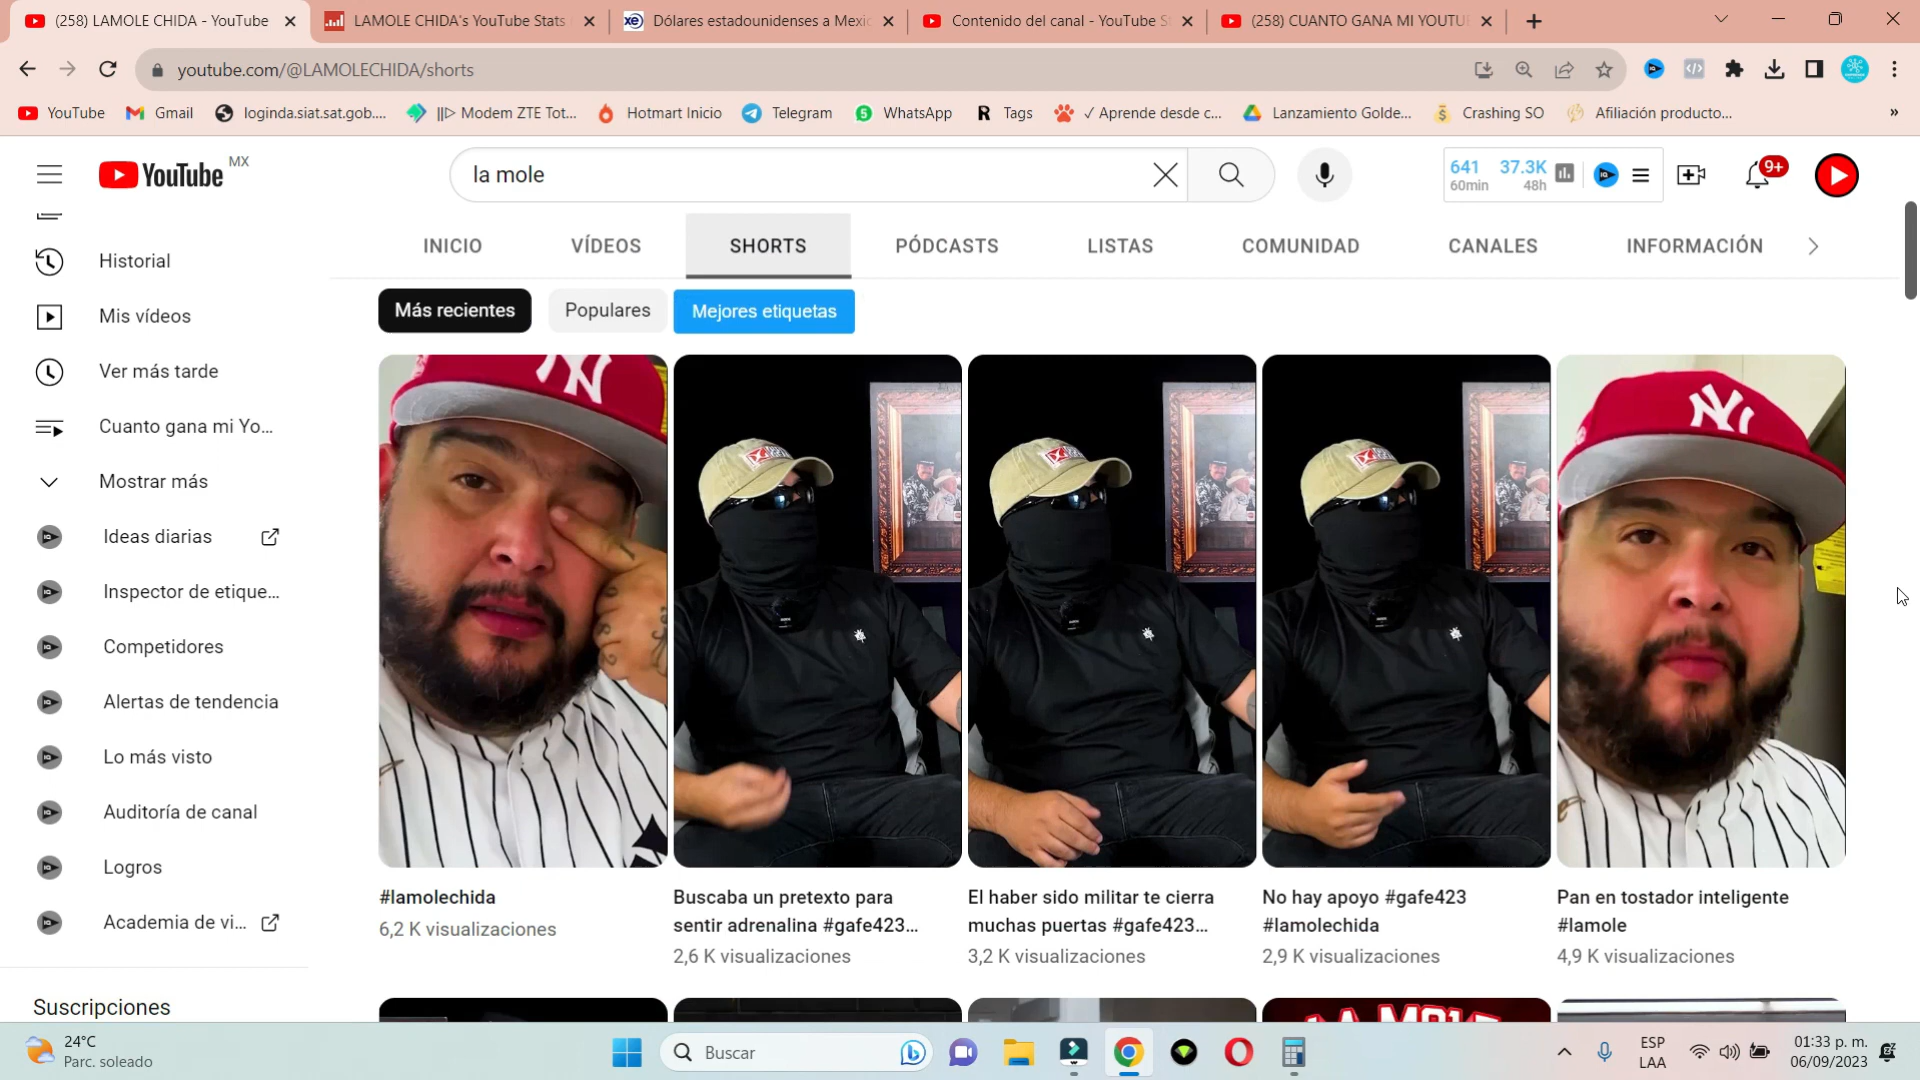 (258) LAMOLE CHIDA - YouTube
LAMOLE CHIDA's YouTube Stats
Dólares estadounidenses a Mexic
Contenido del canal - YouTube S
(258) CUANTO GANA MI YOUTU
youtube.com/@LAMOLECHIDA/shorts
YouTube
Gmail
loginda.siat.sat.gob....
||▷ Modem ZTE Tot...
Hotmart Inicio
Telegram
WhatsApp
Tags
✓ Aprende desde c...
Lanzamiento Golde...
Crashing SO
Afiliación producto...
»
YouTube MX
la mole
641
60min
37.3K
48h
9+
INICIO
VÍDEOS
SHORTS
PÓDCASTS
LISTAS
COMUNIDAD
CANALES
INFORMACIÓN
Más recientes
Populares
Mejores etiquetas
Historial
Mis vídeos
Ver más tarde
Cuanto gana mi Yo...
Mostrar más
Ideas diarias
Inspector de etique...
Competidores
Alertas de tendencia
Lo más visto
Auditoría de canal
Logros
Academia de vi...
Suscripciones
NY
NY
#lamolechida
6,2 K visualizaciones
Buscaba un pretexto para
sentir adrenalina #gafe423...
2,6 K visualizaciones
El haber sido militar te cierra
muchas puertas #gafe423...
3,2 K visualizaciones
No hay apoyo #gafe423
#lamolechida
2,9 K visualizaciones
Pan en tostador inteligente
#lamole
4,9 K visualizaciones
LA MOLE
24°C
Parc. soleado
Buscar
ESP
LAA
01:33 p. m.
06/09/2023